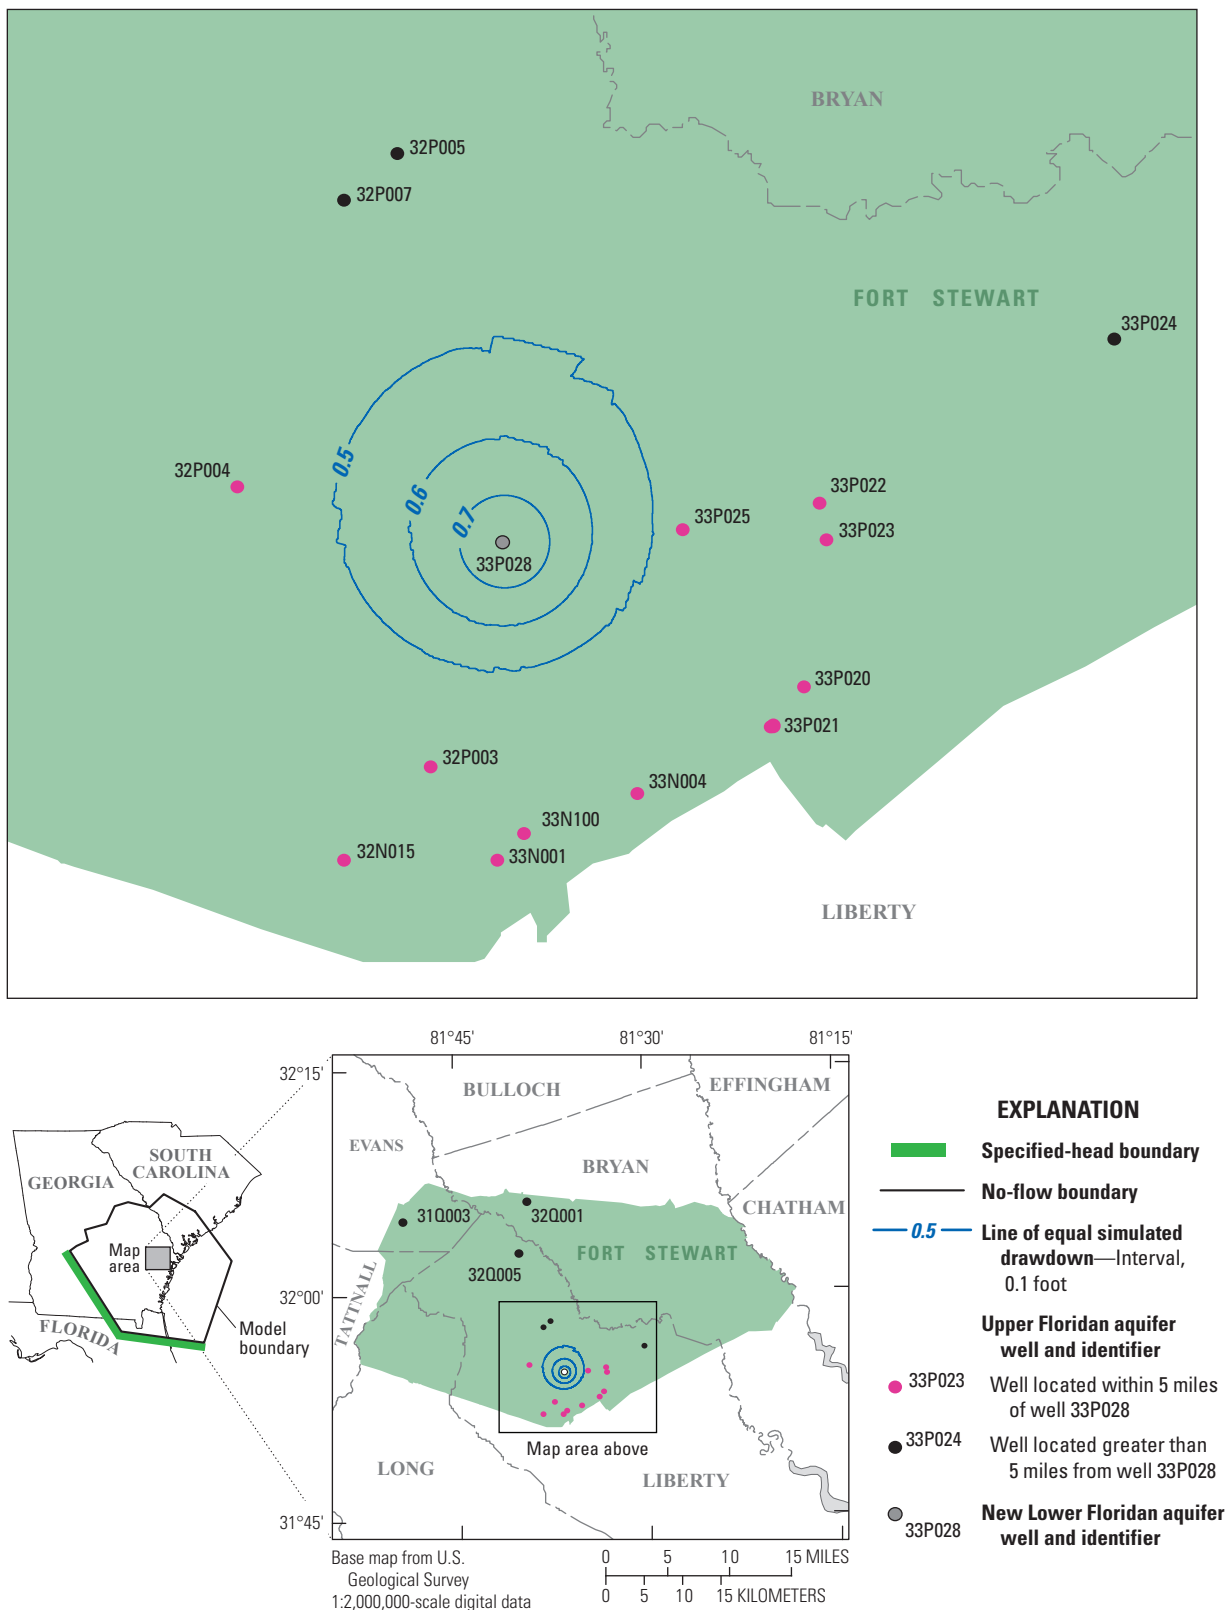 BRYAN
32P005
32P007
FORT STEWART
33P024
0.5
32P004
0.6
33P022
0.7
33P025
33P023
33P028
33P020
33P021
32P003
33N004
33N100
32N015
33N001
LIBERTY
81°45'
81°30'
81°15'
32°15'
BULLOCH
EFFINGHAM
EVANS
BRYAN
CHATHAM
31Q003
32Q001
FORT STEWART
32Q005
TATTNALL
32°00'
Map area above
LONG
LIBERTY
31°45'
SOUTH
CAROLINA
GEORGIA
Map
area
FLORIDA
Model
boundary
Base map from U.S.
Geological Survey
1:2,000,000-scale digital data
0 5 10 15 MILES
0 5 10 15 KILOMETERS
EXPLANATION
Specified-head boundary
No-flow boundary
0.5 Line of equal simulated
drawdown—Interval,
0.1 foot
Upper Floridan aquifer
well and identifier
33P023 Well located within 5 miles
of well 33P028
33P024 Well located greater than
5 miles from well 33P028
33P028 New Lower Floridan aquifer
well and identifier